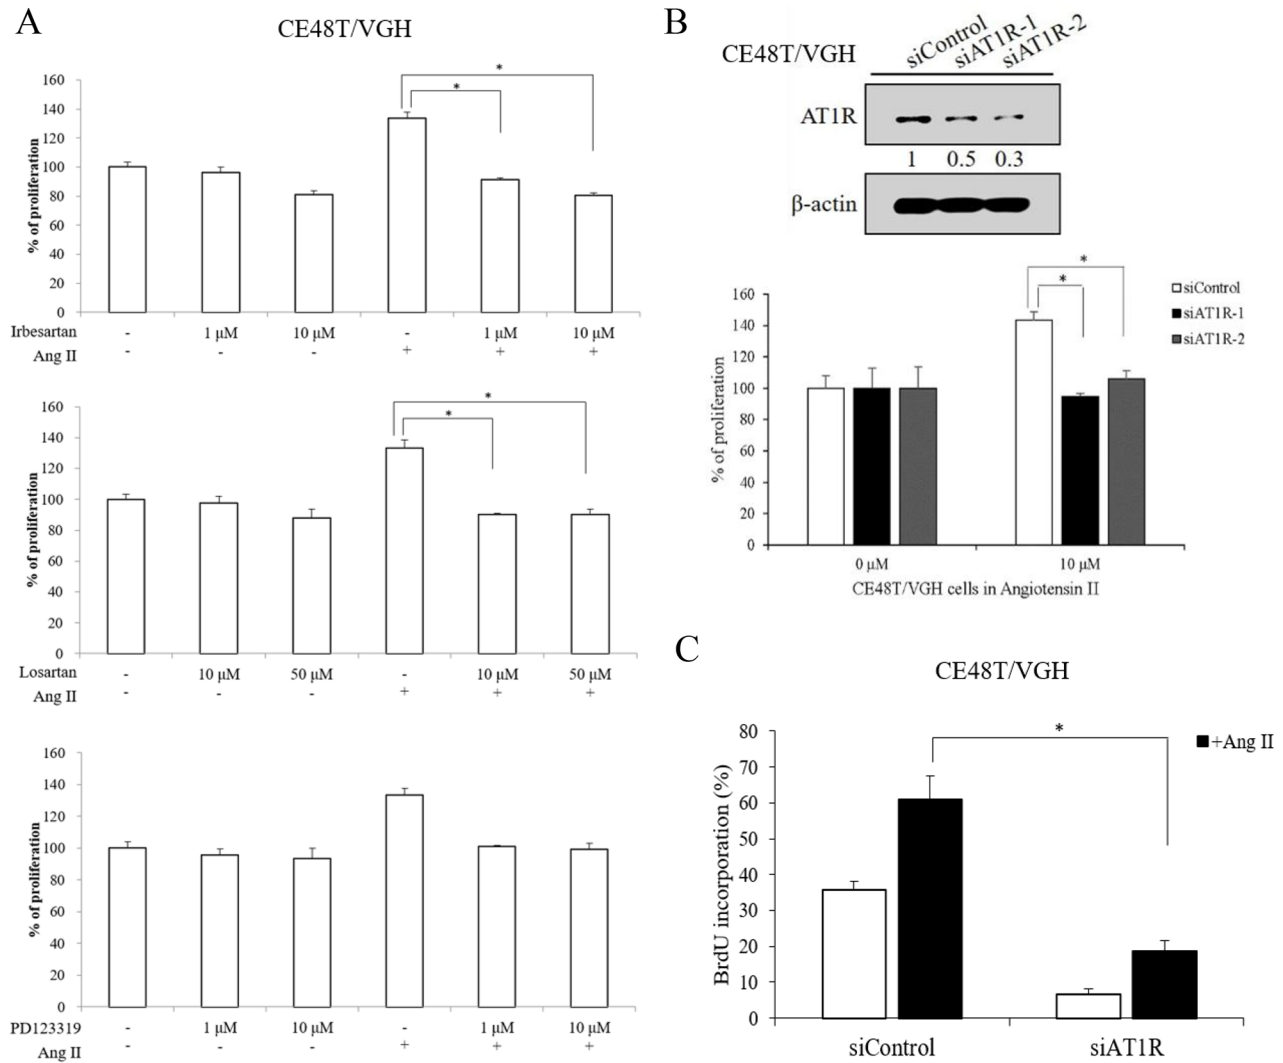 A
CE48T/VGH
160
140
120
100
80
60
40
20
0
% of proliferation
* *
Irbesartan - 1 μM 10 μM - 1 μM 10 μM
Ang II - - - + + +
160
140
120
100
80
60
40
20
0
% of proliferation
* *
Losartan - 10 μM 50 μM - 10 μM 50 μM
Ang II - - - + + +
160
140
120
100
80
60
40
20
0
% of proliferation
PD123319 - 1 μM 10 μM - 1 μM 10 μM
Ang II - - - + + +
B
CE48T/VGH
siControl
siAT1R-1
siAT1R-2
AT1R
1 0.5 0.3
β-actin
160
140
120
100
80
60
40
20
0
% of proliferation
* *
siControl
siAT1R-1
siAT1R-2
0 μM 10 μM
CE48T/VGH cells in Angiotensin II
C
CE48T/VGH
80
70
60
50
40
30
20
10
0
BrdU incorporation (%)
*
+Ang II
siControl siAT1R